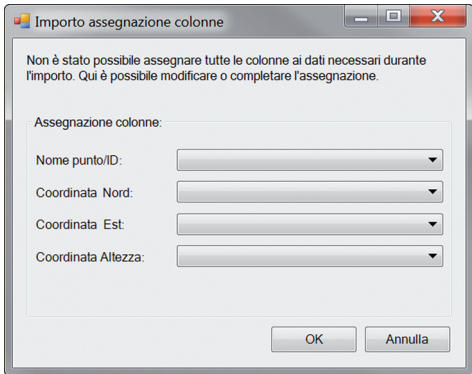 Importo assegnazione colonne
Non è stato possibile assegnare tutte le colonne ai dati necessari durante
l'importo. Qui è possibile modificare o completare l'assegnazione.
Assegnazione colonne:
Nome punto/ID:
Coordinata Nord:
Coordinata Est:
Coordinata Altezza:
OK
Annulla